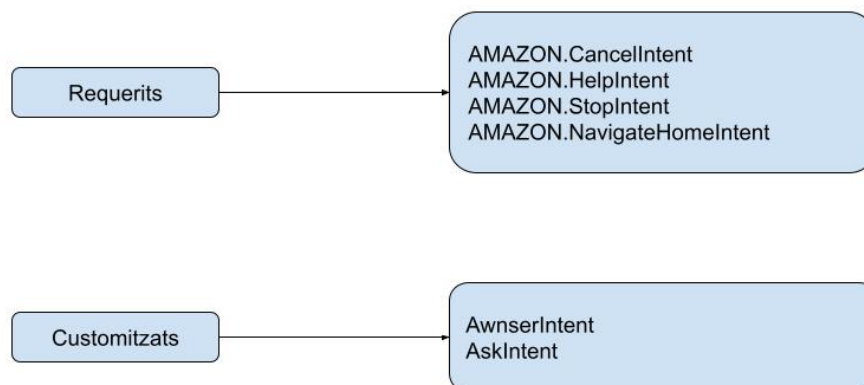 Requerits
AMAZON.CancelIntent
AMAZON.HelpIntent
AMAZON.StopIntent
AMAZON.NavigateHomeIntent
Customitzats
AwnserIntent
AskIntent